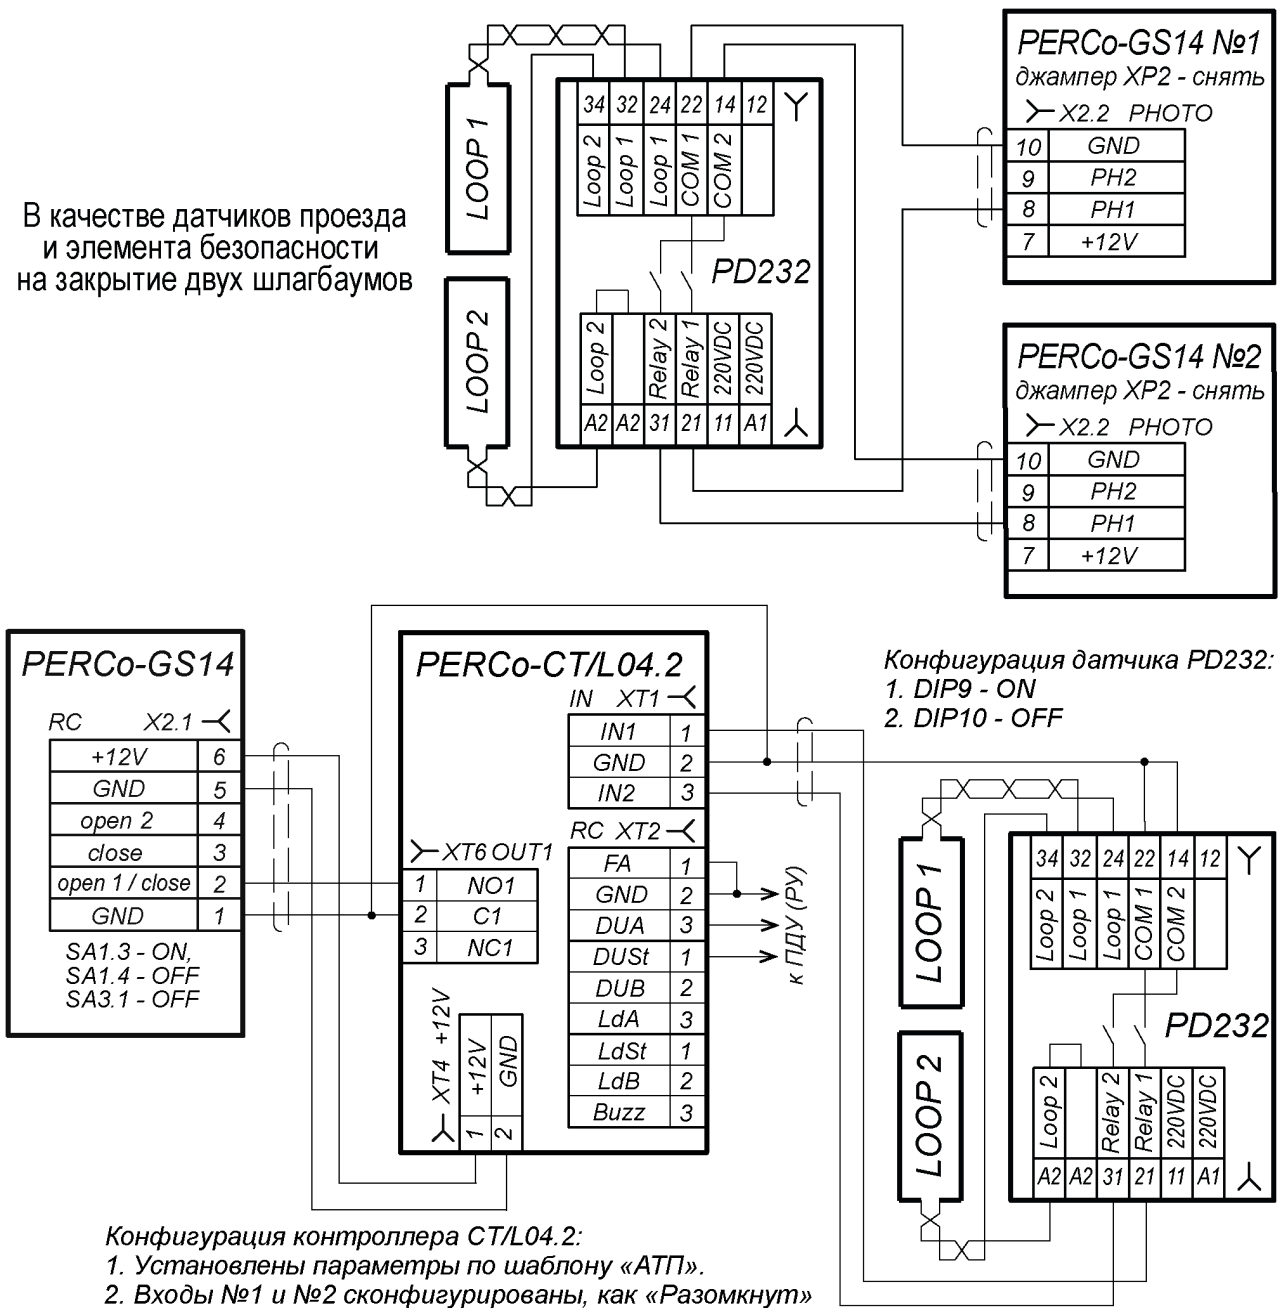 В качестве датчиков проезда
и элемента безопасности
на закрытие двух шлагбаумов
LOOP 1
LOOP 2
34 32 24 22 14 12
Loop 2
Loop 1
Loop 1
COM 1
COM 2
PD232
Loop 2
Relay 2
Relay 1
220VDC
220VDC
A2 A2 31 21 11 A1
PERCo-GS14 №1
джампер XP2 - снять
X2.2 PHOTO
10 GND
9 PH2
8 PH1
7 +12V
PERCo-GS14 №2
джампер XP2 - снять
X2.2 PHOTO
10 GND
9 PH2
8 PH1
7 +12V
PERCo-GS14
RC X2.1
+12V 6
GND 5
open 2 4
close 3
open 1 / close 2
GND 1
SA1.3 - ON,
SA1.4 - OFF
SA3.1 - OFF
PERCo-CT/L04.2
IN XT1
IN1 1
GND 2
IN2 3
RC XT2
FA 1
GND 2
DUA 3
DUSt 1
DUB 2
LdA 3
LdSt 1
LdB 2
Buzz 3
XT6 OUT1
1 NO1
2 C1
3 NC1
XT4 +12V
+12V
GND
1
2
к ПДУ (РУ)
Конфигурация датчика PD232:
1. DIP9 - ON
2. DIP10 - OFF
LOOP 1
LOOP 2
34 32 24 22 14 12
Loop 2
Loop 1
Loop 1
COM 1
COM 2
PD232
Loop 2
Relay 2
Relay 1
220VDC
220VDC
A2 A2 31 21 11 A1
Конфигурация контроллера CT/L04.2:
1. Установлены параметры по шаблону «АТП».
2. Входы №1 и №2 сконфигурированы, как «Разомкнут»